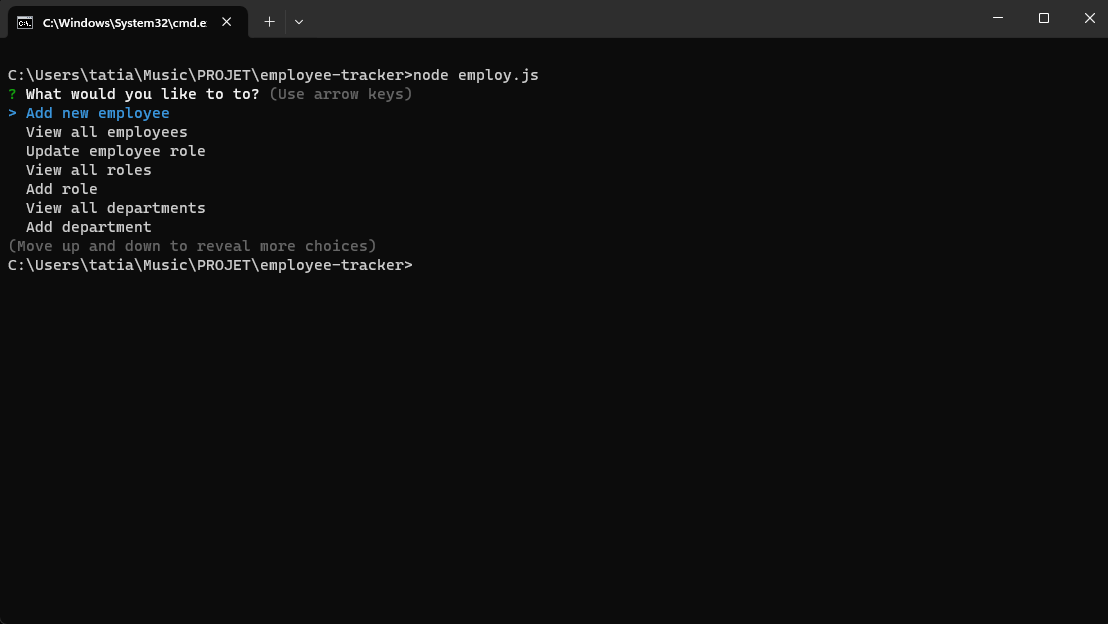 C:\Windows\System32\cmd.e
C:\Users\tatia\Music\PROJET\employee-tracker>node employ.js
? What would you like to to? (Use arrow keys)
> Add new employee
View all employees
Update employee role
View all roles
Add role
View all departments
Add department
(Move up and down to reveal more choices)
C:\Users\tatia\Music\PROJET\employee-tracker>